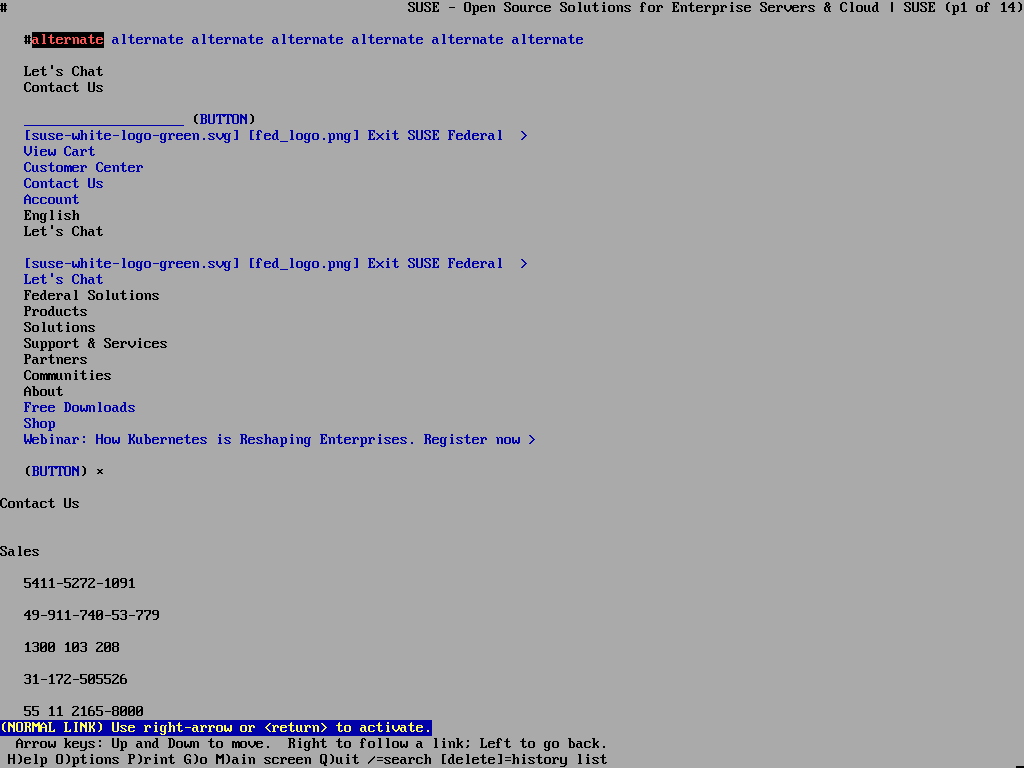 # SUSE - Open Source Solutions for Enterprise Servers & Cloud | SUSE (p1 of 14)
#alternate alternate alternate alternate alternate alternate alternate
Let's Chat
Contact Us
____________________ (BUTTON)
[suse-white-logo-green.svg] [fed_logo.png] Exit SUSE Federal  >
View Cart
Customer Center
Contact Us
Account
English
Let's Chat
[suse-white-logo-green.svg] [fed_logo.png] Exit SUSE Federal  >
Let's Chat
Federal Solutions
Products
Solutions
Support & Services
Partners
Communities
About
Free Downloads
Shop
Webinar: How Kubernetes is Reshaping Enterprises. Register now >
(BUTTON) ×
Contact Us
Sales
5411-5272-1091
49-911-740-53-779
1300 103 208
31-172-505526
55 11 2165-8000
(NORMAL LINK) Use right-arrow or <return> to activate.
Arrow keys: Up and Down to move.  Right to follow a link; Left to go back.
H)elp O)ptions P)rint G)o M)ain screen Q)uit /=search [delete]=history list